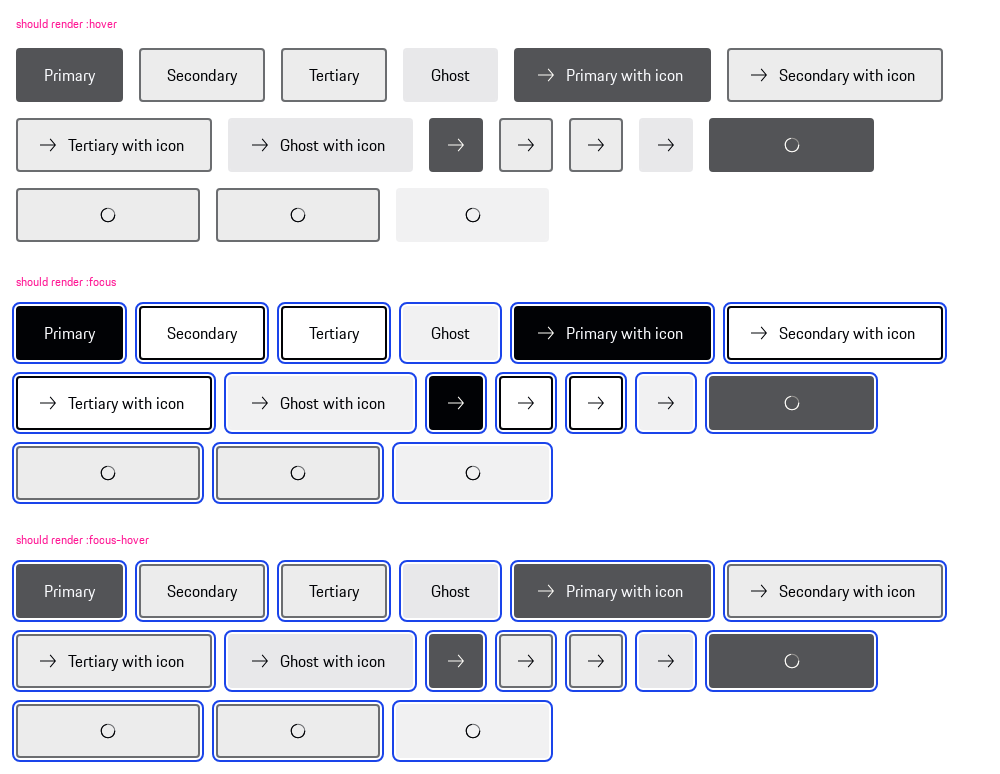 should render :hover
Primary Secondary Tertiary Ghost Primary with icon Secondary with icon
Tertiary with icon Ghost with icon
should render :focus
Primary Secondary Tertiary Ghost Primary with icon Secondary with icon
Tertiary with icon Ghost with icon
should render :focus-hover
Primary Secondary Tertiary Ghost Primary with icon Secondary with icon
Tertiary with icon Ghost with icon